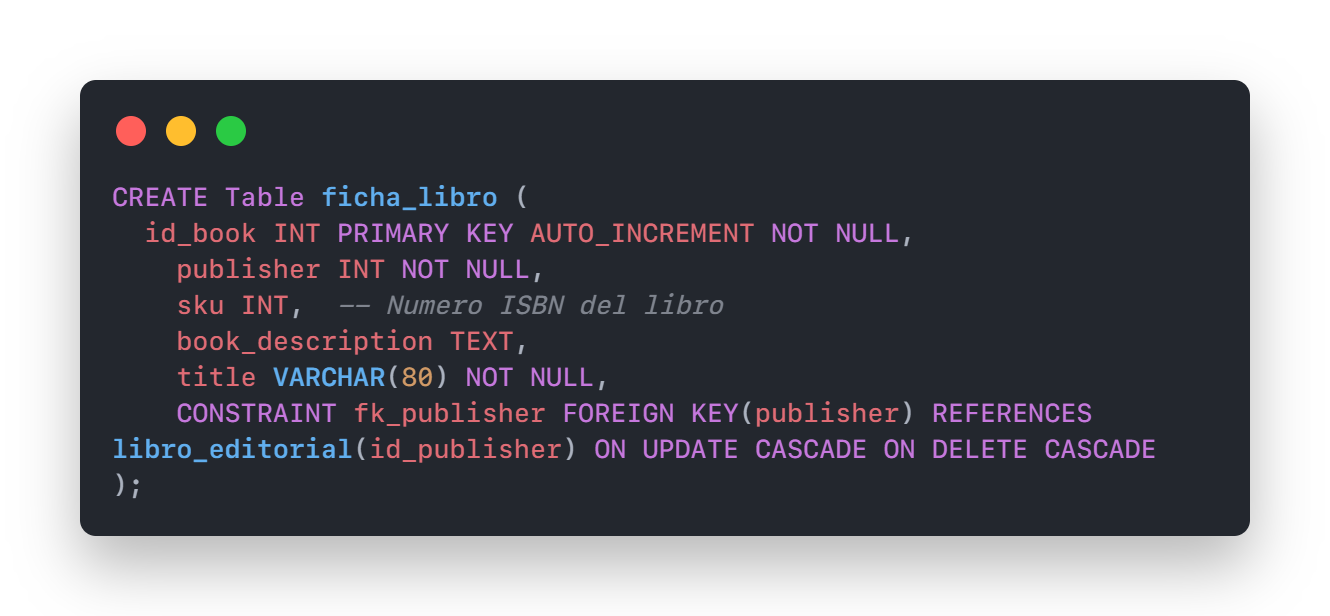 CREATE Table ficha_libro (
  id_book INT PRIMARY KEY AUTO_INCREMENT NOT NULL,
    publisher INT NOT NULL,
    sku INT,  -- Numero ISBN del libro
    book_description TEXT,
    title VARCHAR(80) NOT NULL,
    CONSTRAINT fk_publisher FOREIGN KEY(publisher) REFERENCES
libro_editorial(id_publisher) ON UPDATE CASCADE ON DELETE CASCADE
);